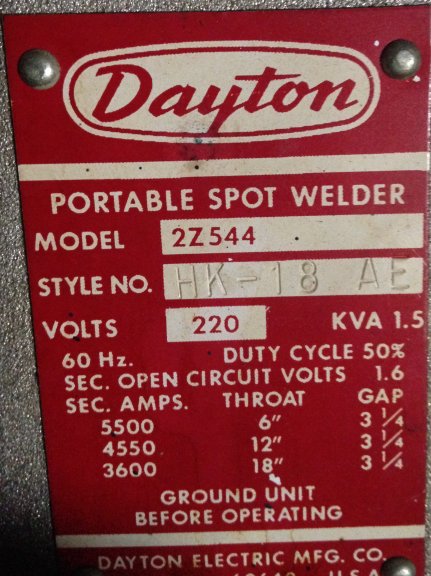 Dayton
PORTABLE SPOT WELDER
MODEL 2Z544
STYLE NO. HK-18 AE
VOLTS 220 KVA 1.5
60 Hz. DUTY CYCLE 50%
SEC. OPEN CIRCUIT VOLTS 1.6
SEC. AMPS. THROAT GAP
5500 6" 3 1/4
4550 12" 3 1/4
3600 18" 3 1/4
GROUND UNIT
BEFORE OPERATING
DAYTON ELECTRIC MFG. CO.
U.S.A.